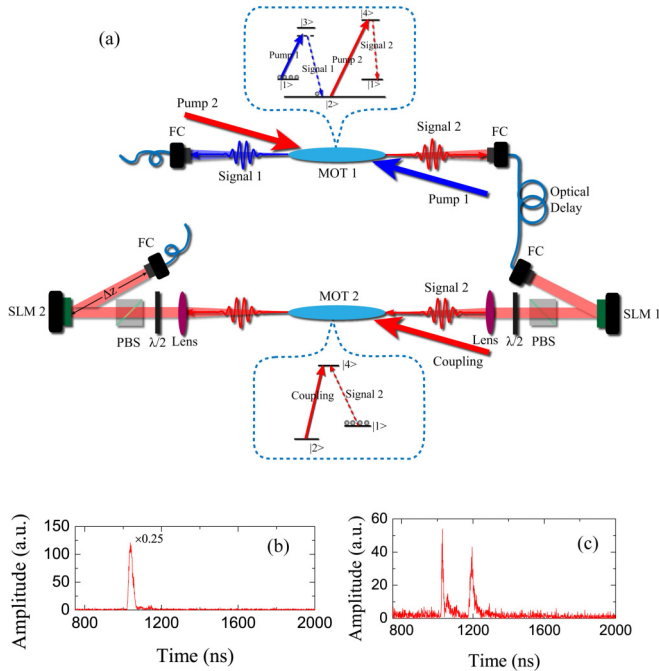 (a)
|3>
|4>
Pump 1
Signal 1
Pump 2
Signal 2
|1>
|2>
|1>
Pump 2
FC
Signal 1
MOT 1
Signal 2
FC
Pump 1
Optical
Delay
FC
FC
SLM 2
Δz
PBS
λ/2
Lens
MOT 2
Signal 2
Coupling
Lens
λ/2
PBS
SLM 1
|4>
Coupling
Signal 2
|1>
|2>
(b)
×0.25
Amplitude (a.u.)
150
125
100
75
50
25
0
800
1200
1600
2000
Time (ns)
(c)
Amplitude (a.u.)
60
40
20
0
800
1200
1600
2000
Time (ns)